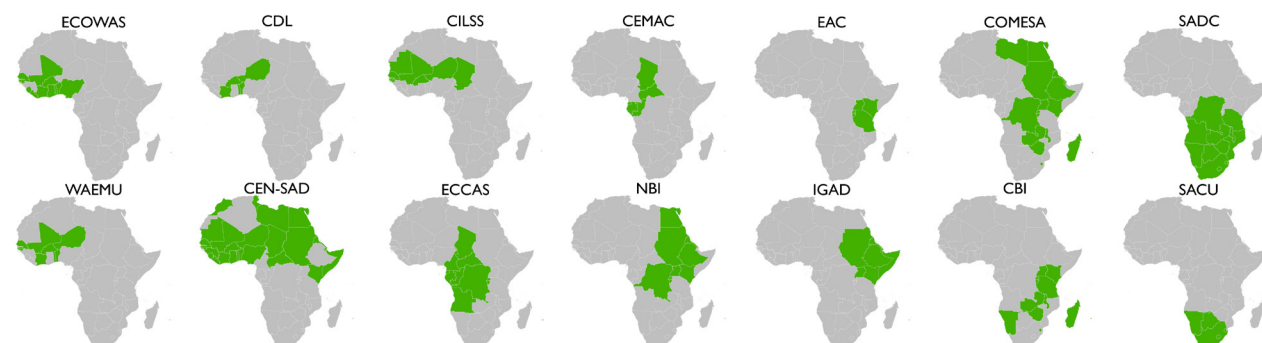 ECOWAS
CDL
CILSS
CEMAC
EAC
COMESA
SADC
WAEMU
CEN-SAD
ECCAS
NBI
IGAD
CBI
SACU